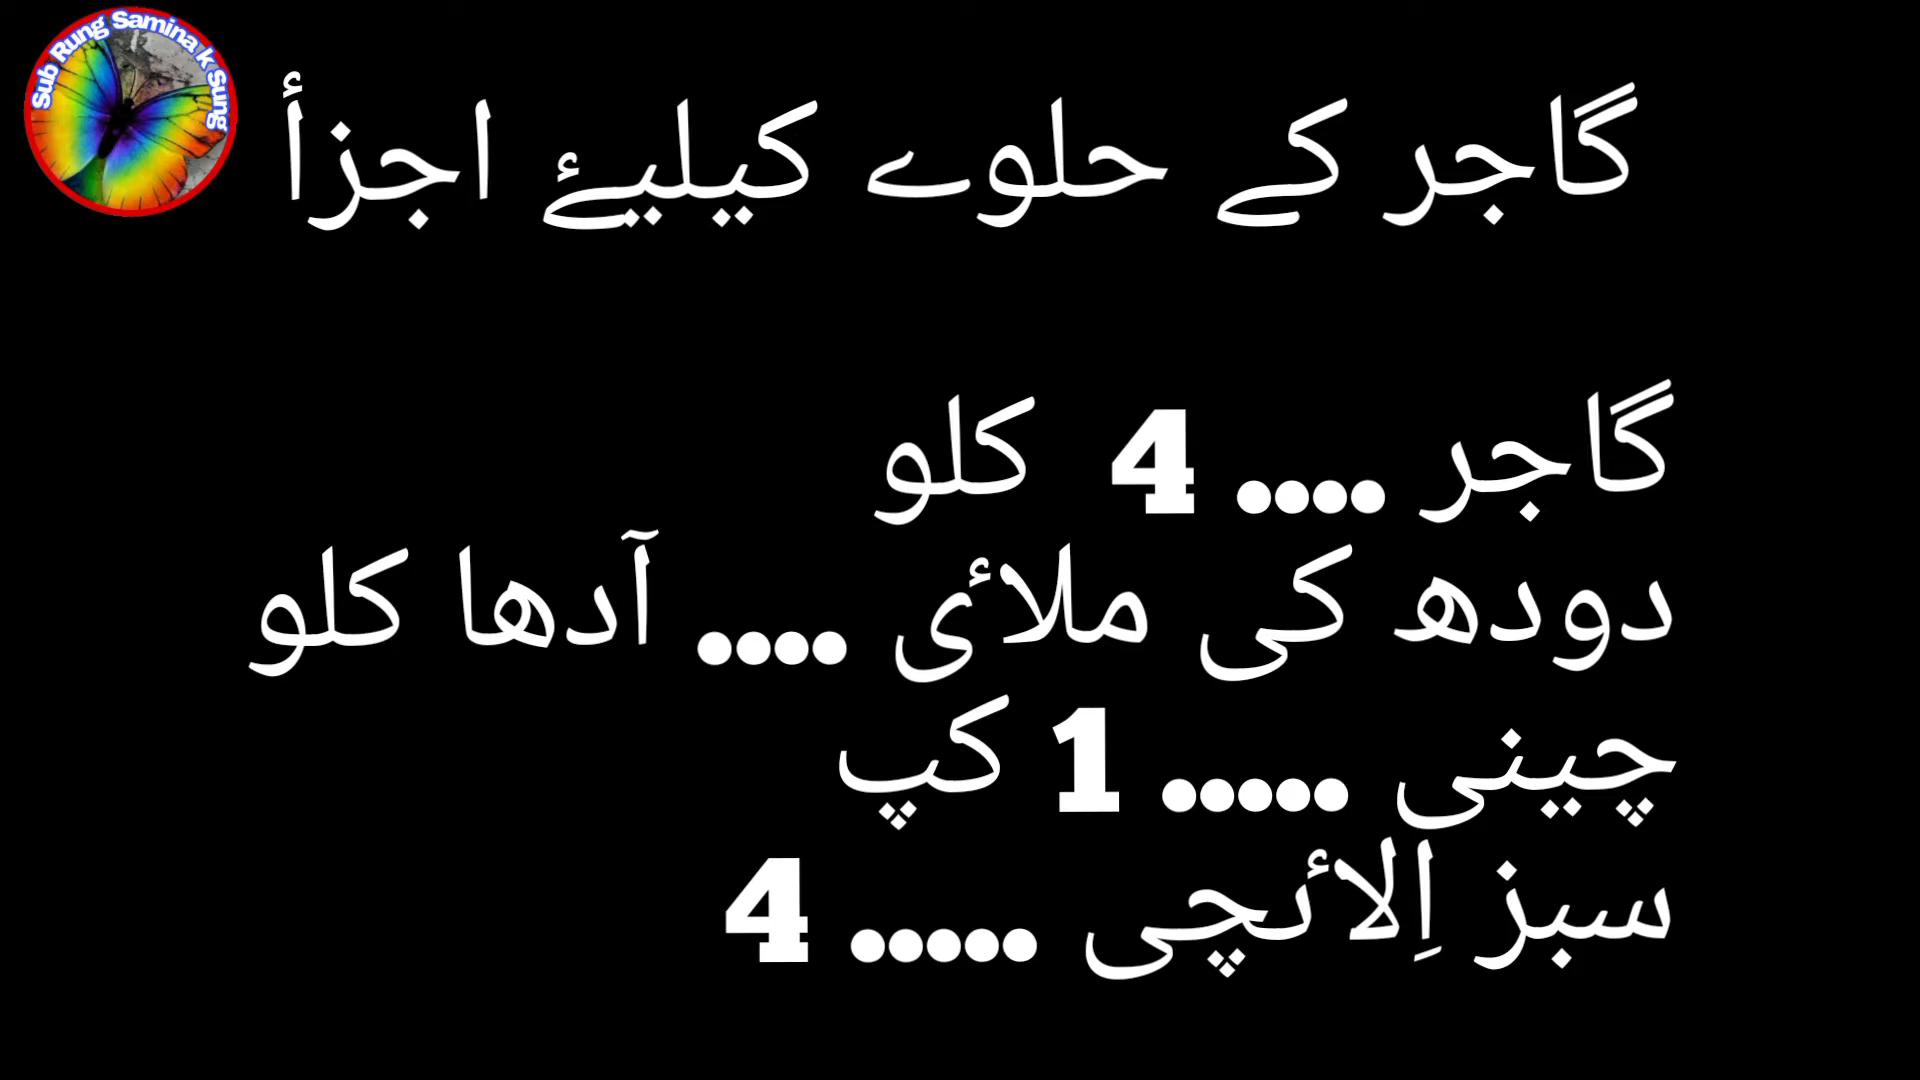 Sub Rung Samina k Sung
گاجر کے حلوے کیلیۓ اجزأ
گاجر .... 4 کلو
دودھ کی ملائی .... آدھا کلو
چینی ..... 1 کپ
سبز اِلائچی ..... 4